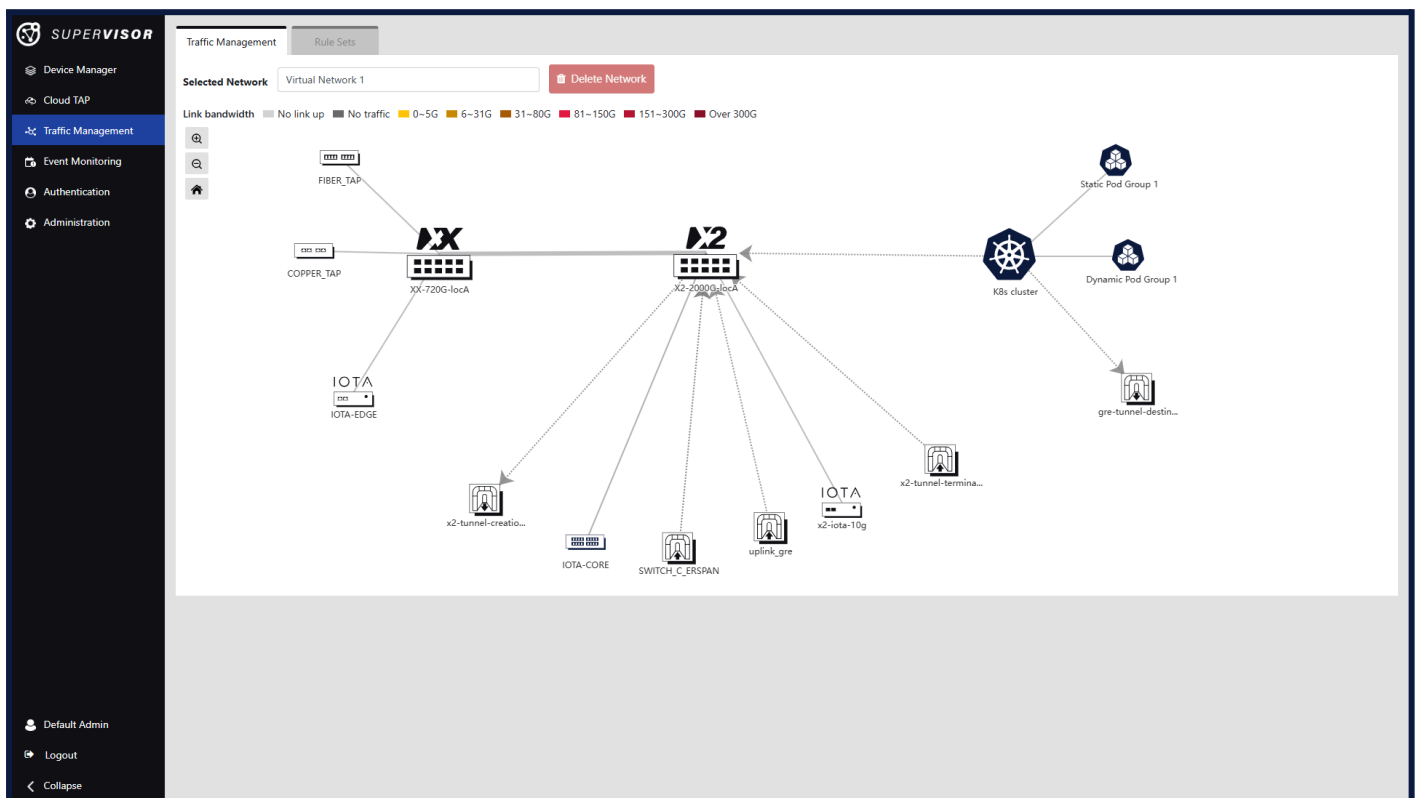 SUPERVISOR
Device Manager
Cloud TAP
Traffic Management
Event Monitoring
Authentication
Administration
Default Admin
Logout
Collapse
Traffic Management Rule Sets
Selected Network Virtual Network 1 Delete Network
Link bandwidth No link up No traffic 0~5G 6~31G 31~80G 81~150G 151~300G Over 300G
FIBER_TAP
Static Pod Group 1
XX
X2
COPPER_TAP
XX-720G-locA
X2-2000G-locA
K8s cluster
Dynamic Pod Group 1
IOTA
IOTA-EDGE
gre-tunnel-destin...
x2-tunnel-termina...
IOTA
x2-tunnel-creatio...
x2-iota-10g
uplink_gre
IOTA-CORE
SWITCH_C_ERSPAN